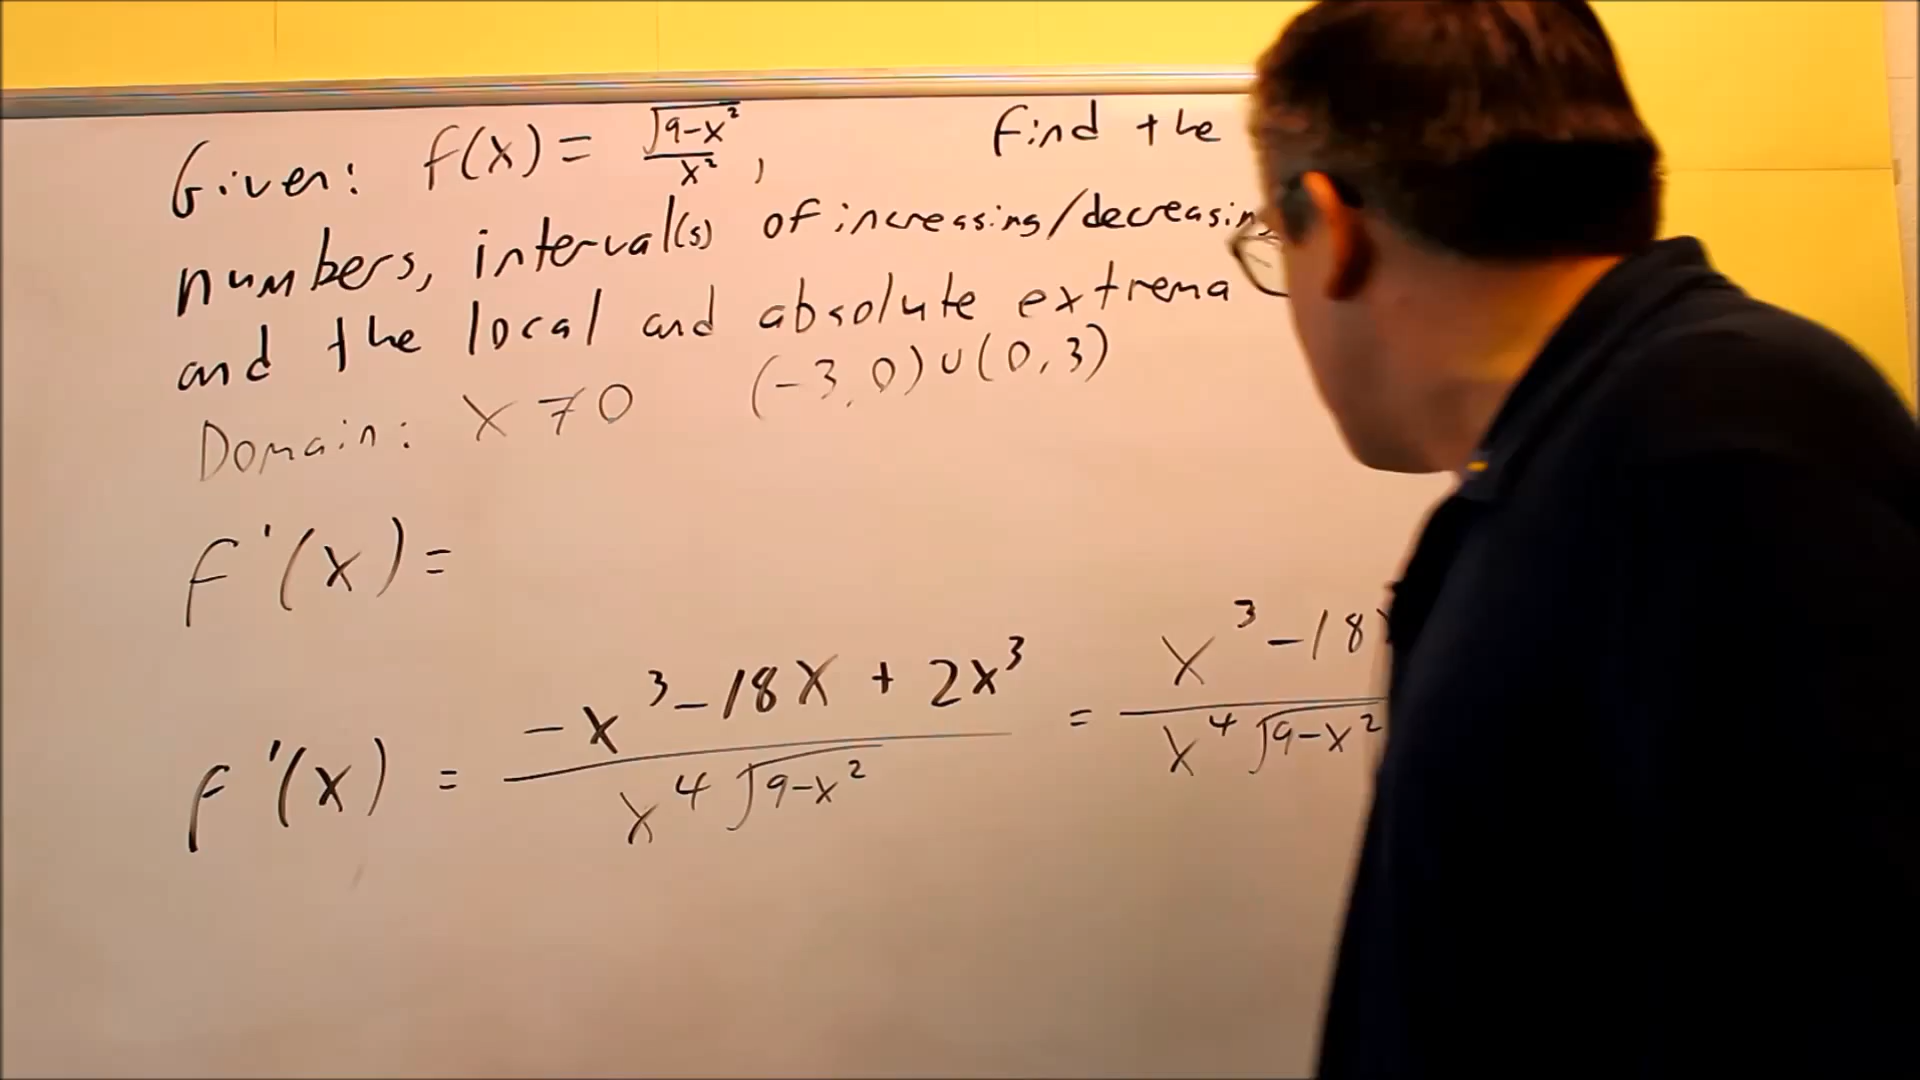 Given: f(x) = √(9-x²)/x², Find the
numbers, interval(s) of increasing/decreasin
and the local and absolute extrema
Domain: x ≠ 0 (-3,0)∪(0,3)
f'(x) =
f'(x) = (-x³-18x + 2x³)/(x⁴√(9-x²)) = (x³-18)/(x⁴√(9-x²))